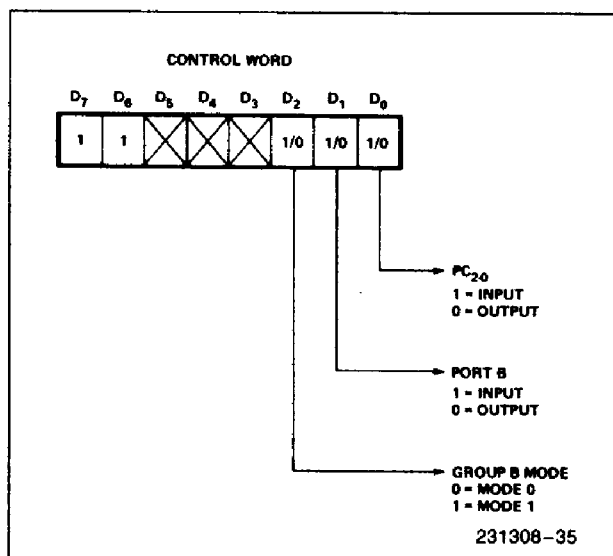 CONTROL WORD
D7 D6 D5 D4 D3 D2 D1 D0
1 1 1/0 1/0 1/0
PC2-0
1 = INPUT
0 = OUTPUT
PORT B
1 = INPUT
0 = OUTPUT
GROUP B MODE
0 = MODE 0
1 = MODE 1
231308-35